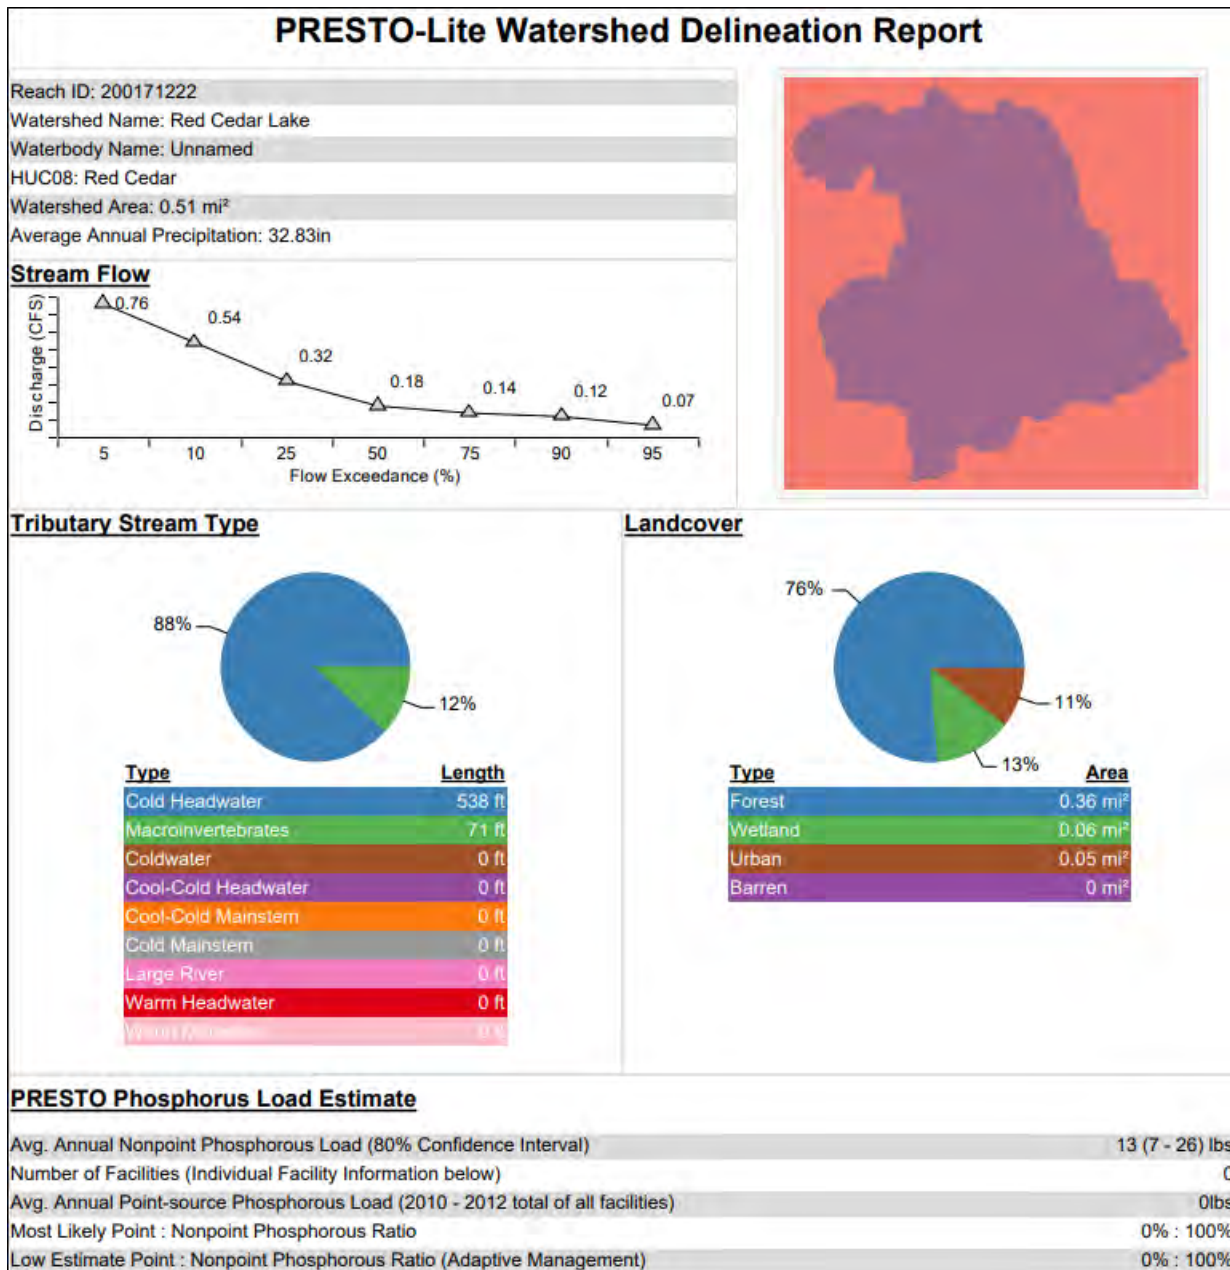 PRESTO-Lite Watershed Delineation Report
Reach ID: 200171222
Watershed Name: Red Cedar Lake
Waterbody Name: Unnamed
HUC08: Red Cedar
Watershed Area: 0.51 mi²
Average Annual Precipitation: 32.83in
Stream Flow
Discharge (CFS)
0.76
0.54
0.32
0.18
0.14
0.12
0.07
5 10 25 50 75 90 95
Flow Exceedance (%)
Tributary Stream Type
88%
12%
Type Length
Cold Headwater 538 ft
Macroinvertebrates 71 ft
Coldwater 0 ft
Cool-Cold Headwater 0 ft
Cool-Cold Mainstem 0 ft
Cold Mainstem 0 ft
Large River 0 ft
Warm Headwater 0 ft
Landcover
76%
11%
13%
Type Area
Forest 0.36 mi²
Wetland 0.06 mi²
Urban 0.05 mi²
Barren 0 mi²
PRESTO Phosphorus Load Estimate
Avg. Annual Nonpoint Phosphorous Load (80% Confidence Interval) 13 (7 - 26) lbs
Number of Facilities (Individual Facility Information below) 0
Avg. Annual Point-source Phosphorous Load (2010 - 2012 total of all facilities) 0lbs
Most Likely Point : Nonpoint Phosphorous Ratio 0% : 100%
Low Estimate Point : Nonpoint Phosphorous Ratio (Adaptive Management) 0% : 100%